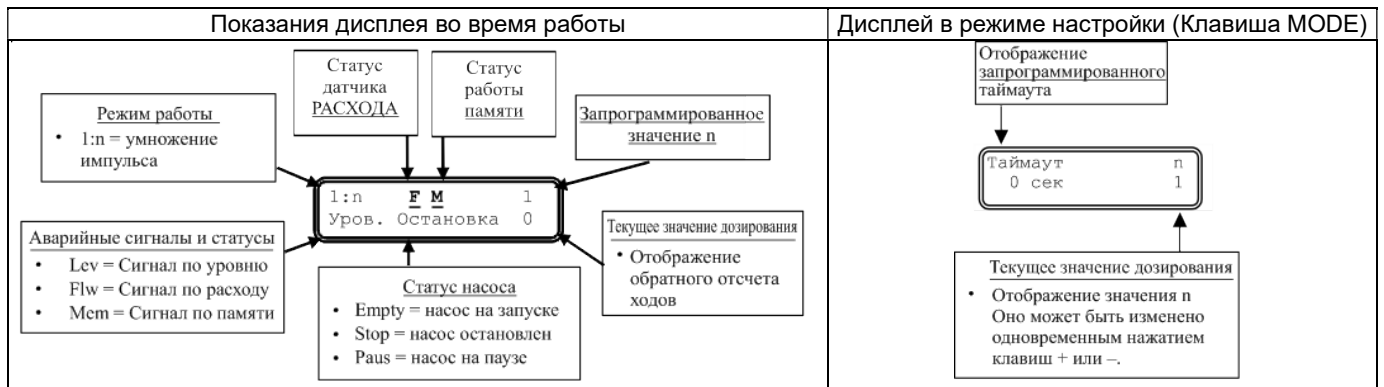 Показания дисплея во время работы
Дисплей в режиме настройки (Клавиша MODE)
Статус
датчика
РАСХОДА
Статус
работы
памяти
Режим работы
• 1:n = умножение
импульса
Запрограммированное
значение n
1:n F M 1
Уров. Остановка 0
Аварийные сигналы и статусы
• Lev = Сигнал по уровню
• Flw = Сигнал по расходу
• Mem = Сигнал по памяти
Статус насоса
• Empty = насос на запуске
• Stop = насос остановлен
• Paus = насос на паузе
Текущее значение дозирования
• Отображение
обратного отсчета
ходов
Отображение
запрограммированного
таймаута
Таймаут n
0 сек 1
Текущее значение дозирования
• Отображение значения n
Оно может быть изменено
одновременным нажатием
клавиш + или –.